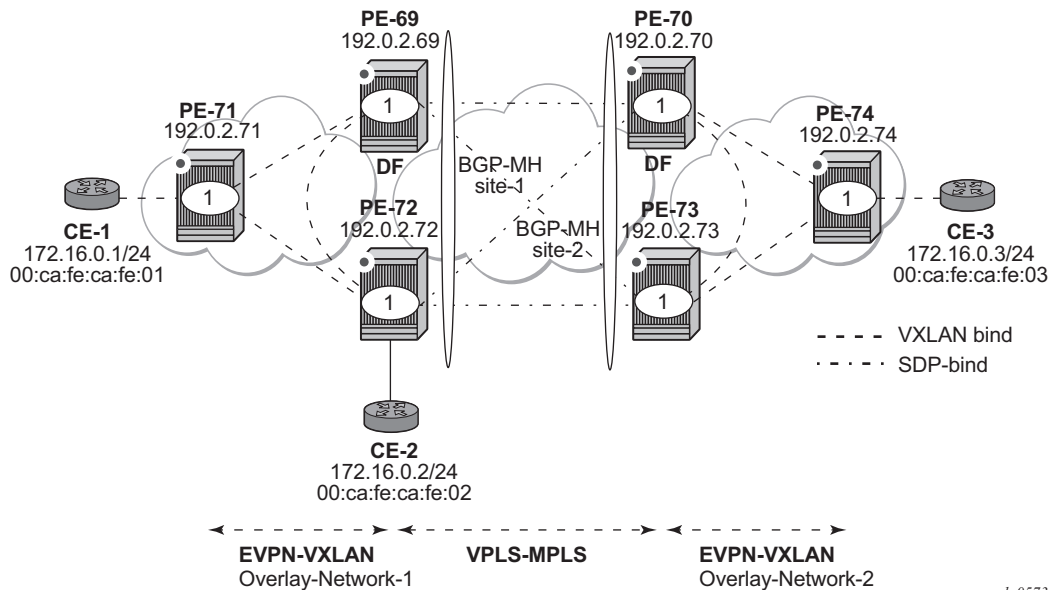 PE-69
192.0.2.69
PE-70
192.0.2.70
PE-71
192.0.2.71
PE-74
192.0.2.74
1
1
1
1
DF
DF
BGP-MH
site-1
BGP-MH
site-2
PE-72
192.0.2.72
PE-73
192.0.2.73
1
1
CE-1
172.16.0.1/24
00:ca:fe:ca:fe:01
CE-3
172.16.0.3/24
00:ca:fe:ca:fe:03
VXLAN bind
SDP-bind
CE-2
172.16.0.2/24
00:ca:fe:ca:fe:02
EVPN-VXLAN
Overlay-Network-1
VPLS-MPLS
EVPN-VXLAN
Overlay-Network-2